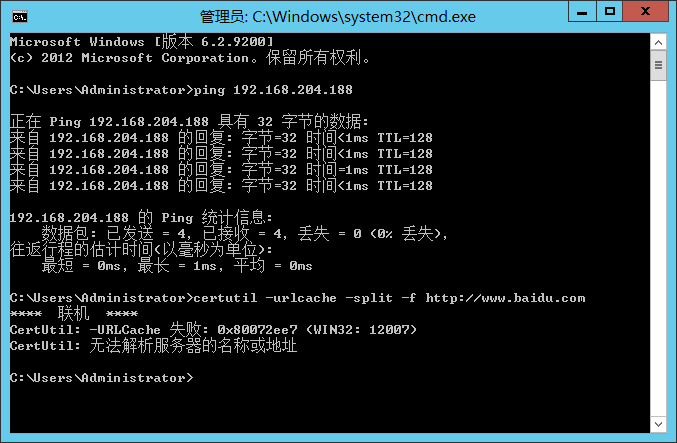 管理员: C:\Windows\system32\cmd.exe
Microsoft Windows [版本 6.2.9200]
(c) 2012 Microsoft Corporation。保留所有权利。
C:\Users\Administrator>ping 192.168.204.188
正在 Ping 192.168.204.188 具有 32 字节的数据:
来自 192.168.204.188 的回复: 字节=32 时间<1ms TTL=128
来自 192.168.204.188 的回复: 字节=32 时间<1ms TTL=128
来自 192.168.204.188 的回复: 字节=32 时间=1ms TTL=128
来自 192.168.204.188 的回复: 字节=32 时间<1ms TTL=128
192.168.204.188 的 Ping 统计信息:
    数据包: 已发送 = 4, 已接收 = 4, 丢失 = 0 (0% 丢失),
往返行程的估计时间(以毫秒为单位):
    最短 = 0ms, 最长 = 1ms, 平均 = 0ms
C:\Users\Administrator>certutil -urlcache -split -f http://www.baidu.com
****  联机  ****
CertUtil: -URLCache 失败: 0x80072ee7 (WIN32: 12007)
CertUtil: 无法解析服务器的名称或地址
C:\Users\Administrator>